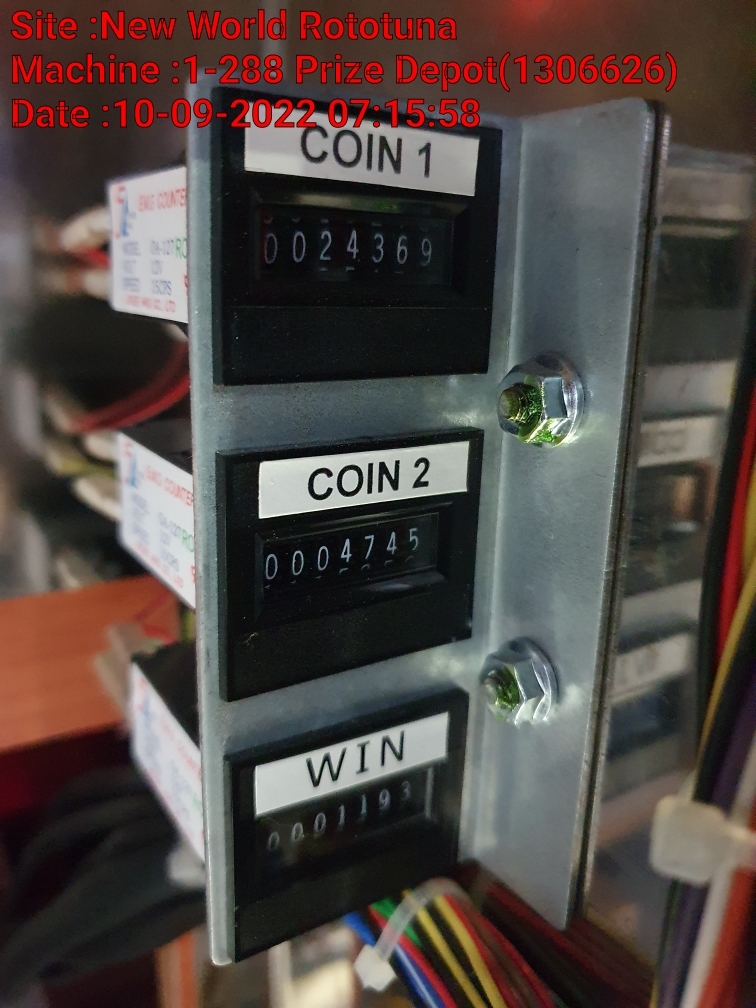 Site :New World Rototuna
Machine :1-288 Prize Depot(1306626)
Date :10-09-2022 07:15:58
COIN 1
0024369
COIN 2
0004745
WIN
0001193